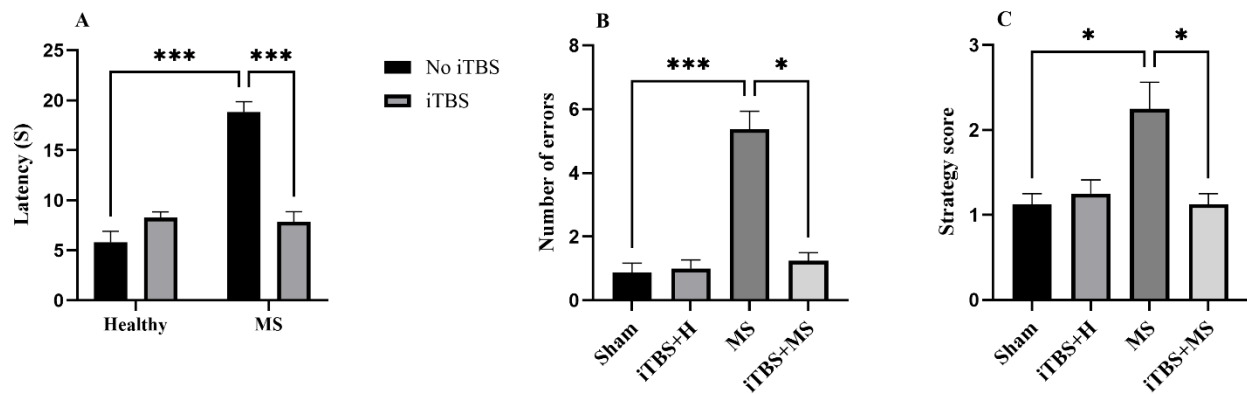 A
Latency (S)
25
20
15
10
5
0
***
***
Healthy
MS
No iTBS
iTBS
B
Number of errors
8
6
4
2
0
***
*
Sham
iTBS+H
MS
iTBS+MS
C
Strategy score
3
2
1
0
*
*
Sham
iTBS+H
MS
iTBS+MS